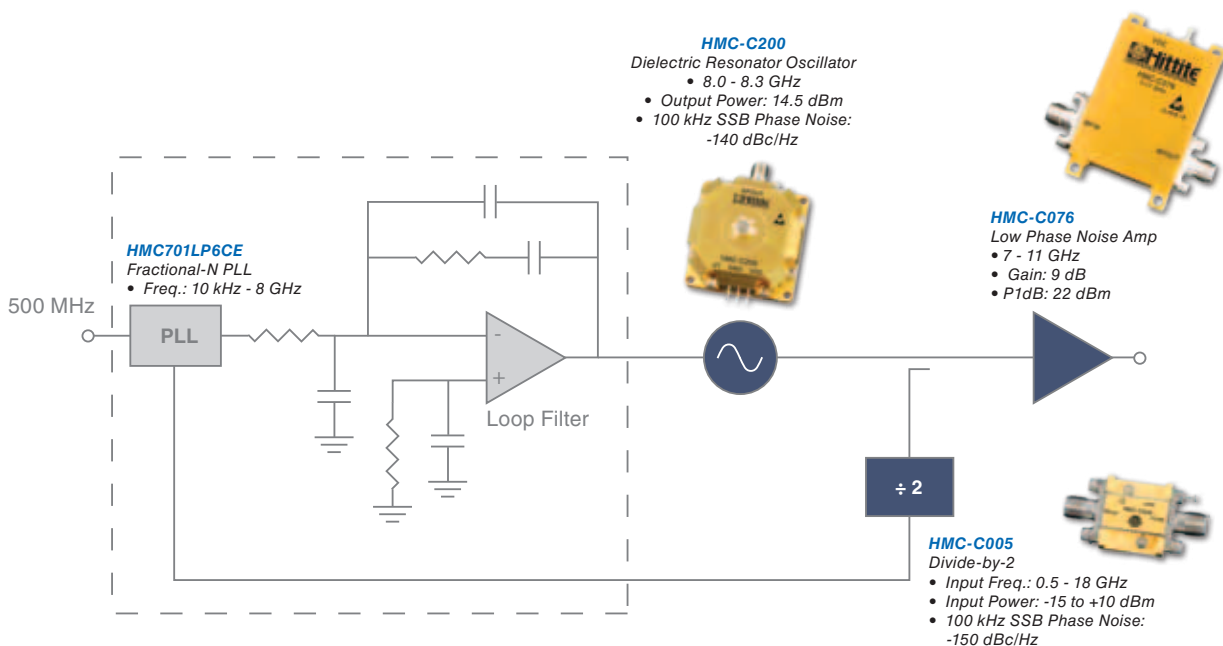 HMC-C200
Dielectric Resonator Oscillator
• 8.0 - 8.3 GHz
• Output Power: 14.5 dBm
• 100 kHz SSB Phase Noise:
-140 dBc/Hz
Hittite
HMC-C076
HMC701LP6CE
Fractional-N PLL
• Freq.: 10 kHz - 8 GHz
500 MHz
PLL
-
+
Loop Filter
HMC-C076
Low Phase Noise Amp
• 7 - 11 GHz
• Gain: 9 dB
• P1dB: 22 dBm
÷ 2
HMC-C005
Divide-by-2
• Input Freq.: 0.5 - 18 GHz
• Input Power: -15 to +10 dBm
• 100 kHz SSB Phase Noise:
-150 dBc/Hz